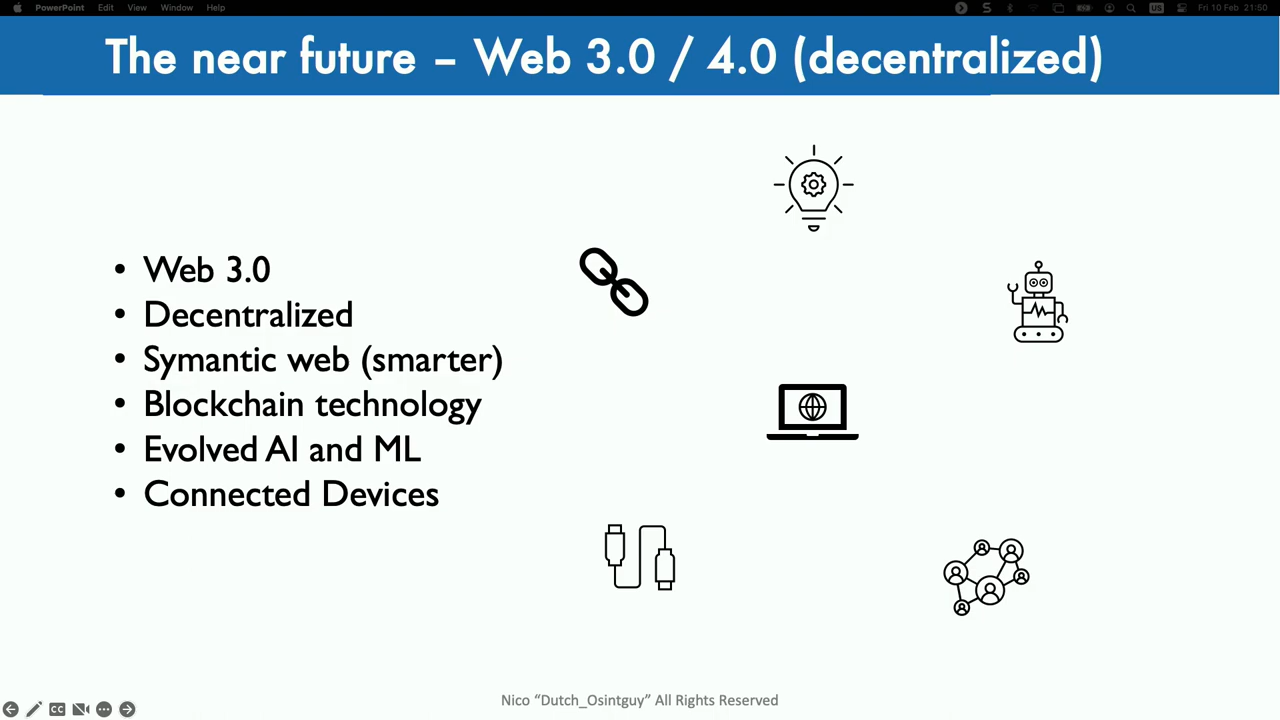 PowerPoint Edit View Window Help US Fri 10 Feb 21:50
The near future – Web 3.0 / 4.0 (decentralized)
• Web 3.0
• Decentralized
• Symantic web (smarter)
• Blockchain technology
• Evolved AI and ML
• Connected Devices
Nico “Dutch_Osintguy” All Rights Reserved
CC